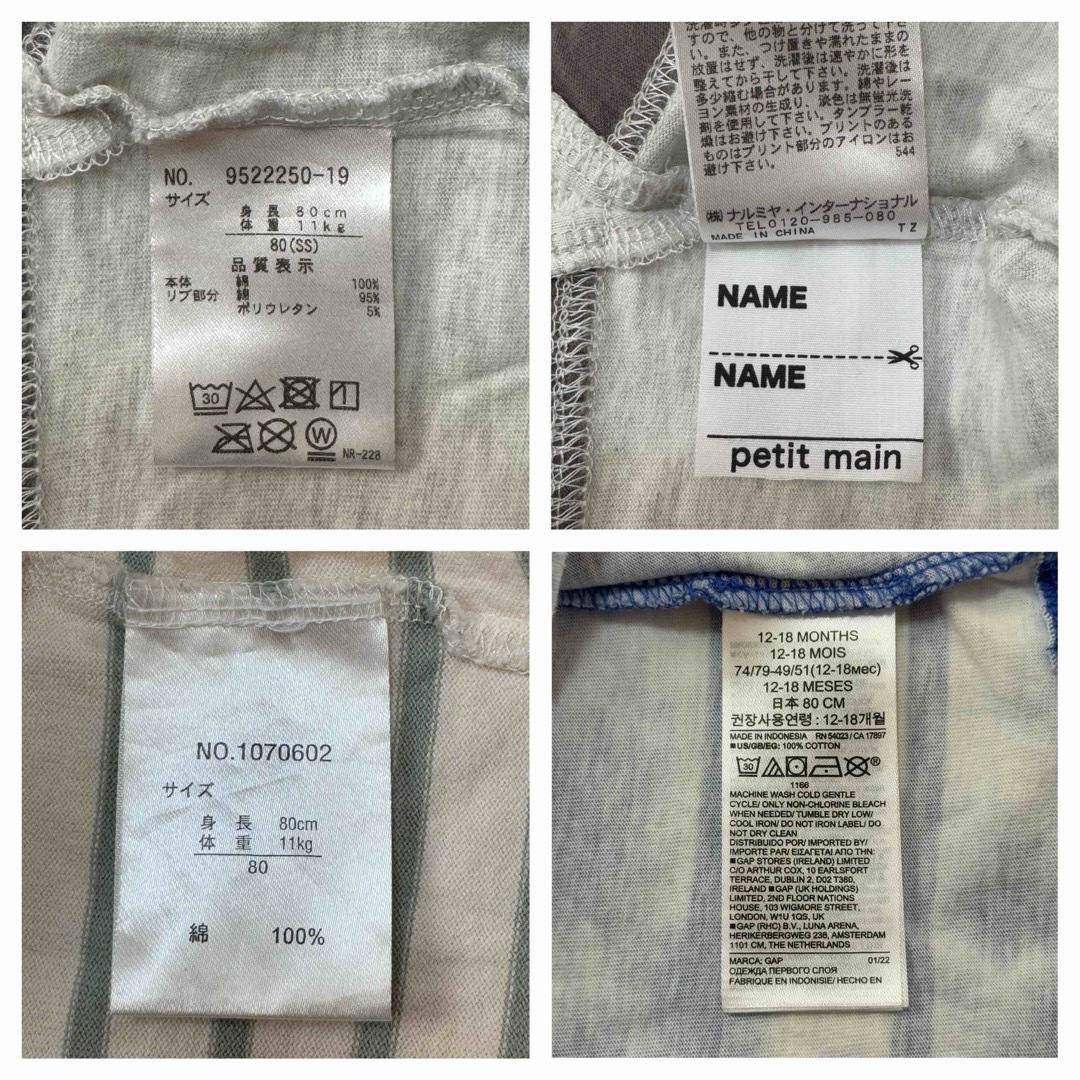 NO. 9522250-19
サイズ
身 長 80cm
体 重 11kg
80(SS)
品質表示
本体 綿 100%
リブ部分 綿 95%
ポリウレタン 5%
30
W
NR-228
すので、他の物と分けて洗って下さ
い。また、つけ置きや濡れたままの
放置はせず、洗濯後は速やかに形を
整えてから干して下さい。洗濯後は
多少縮む場合があります。綿やレー
ヨン素材の生成り、淡色は無蛍光洗
剤を使用して下さい。タンブラー乾
燥はお避け下さい。プリントのある
ものはプリント部分のアイロンはお
避け下さい。 544
(株)ナルミヤ・インターナショナル
TEL0120-985-080
MADE IN CHINA TZ
NAME
NAME
petit main
NO.1070602
サイズ
身 長 80cm
体 重 11kg
80
綿 100%
12-18 MONTHS
12-18 MOIS
74/79-49/51(12-18мес)
12-18 MESES
日本 80 CM
권장사용연령 : 12-18개월
MADE IN INDONESIA RN 54023 / CA 17897
■US/GB/EG: 100% COTTON
30 ®
1166
MACHINE WASH COLD GENTLE
CYCLE/ ONLY NON-CHLORINE BLEACH
WHEN NEEDED/ TUMBLE DRY LOW/
COOL IRON/ DO NOT IRON LABEL/ DO
NOT DRY CLEAN
DISTRIBUIDO POR/ IMPORTED BY/
IMPORTE PAR/ ΕΙΣΑΓΕΤΑΙ ΑΠΟ ΤΗΝ:
■GAP STORES (IRELAND) LIMITED
C/O ARTHUR COX, 10 EARLSFORT
TERRACE, DUBLIN 2, D02 T380,
IRELAND ■GAP (UK HOLDINGS)
LIMITED, 2ND FLOOR NATIONS
HOUSE, 103 WIGMORE STREET,
LONDON, W1U 1QS, UK
■GAP (RHC) B.V., LUNA ARENA,
HERIKERBERGWEG 238, AMSTERDAM
1101 CM, THE NETHERLANDS
MARCA: GAP 01/22
ОДЕЖДА ПЕРВОГО СЛОЯ
FABRIQUE EN INDONISIE/ HECHO EN